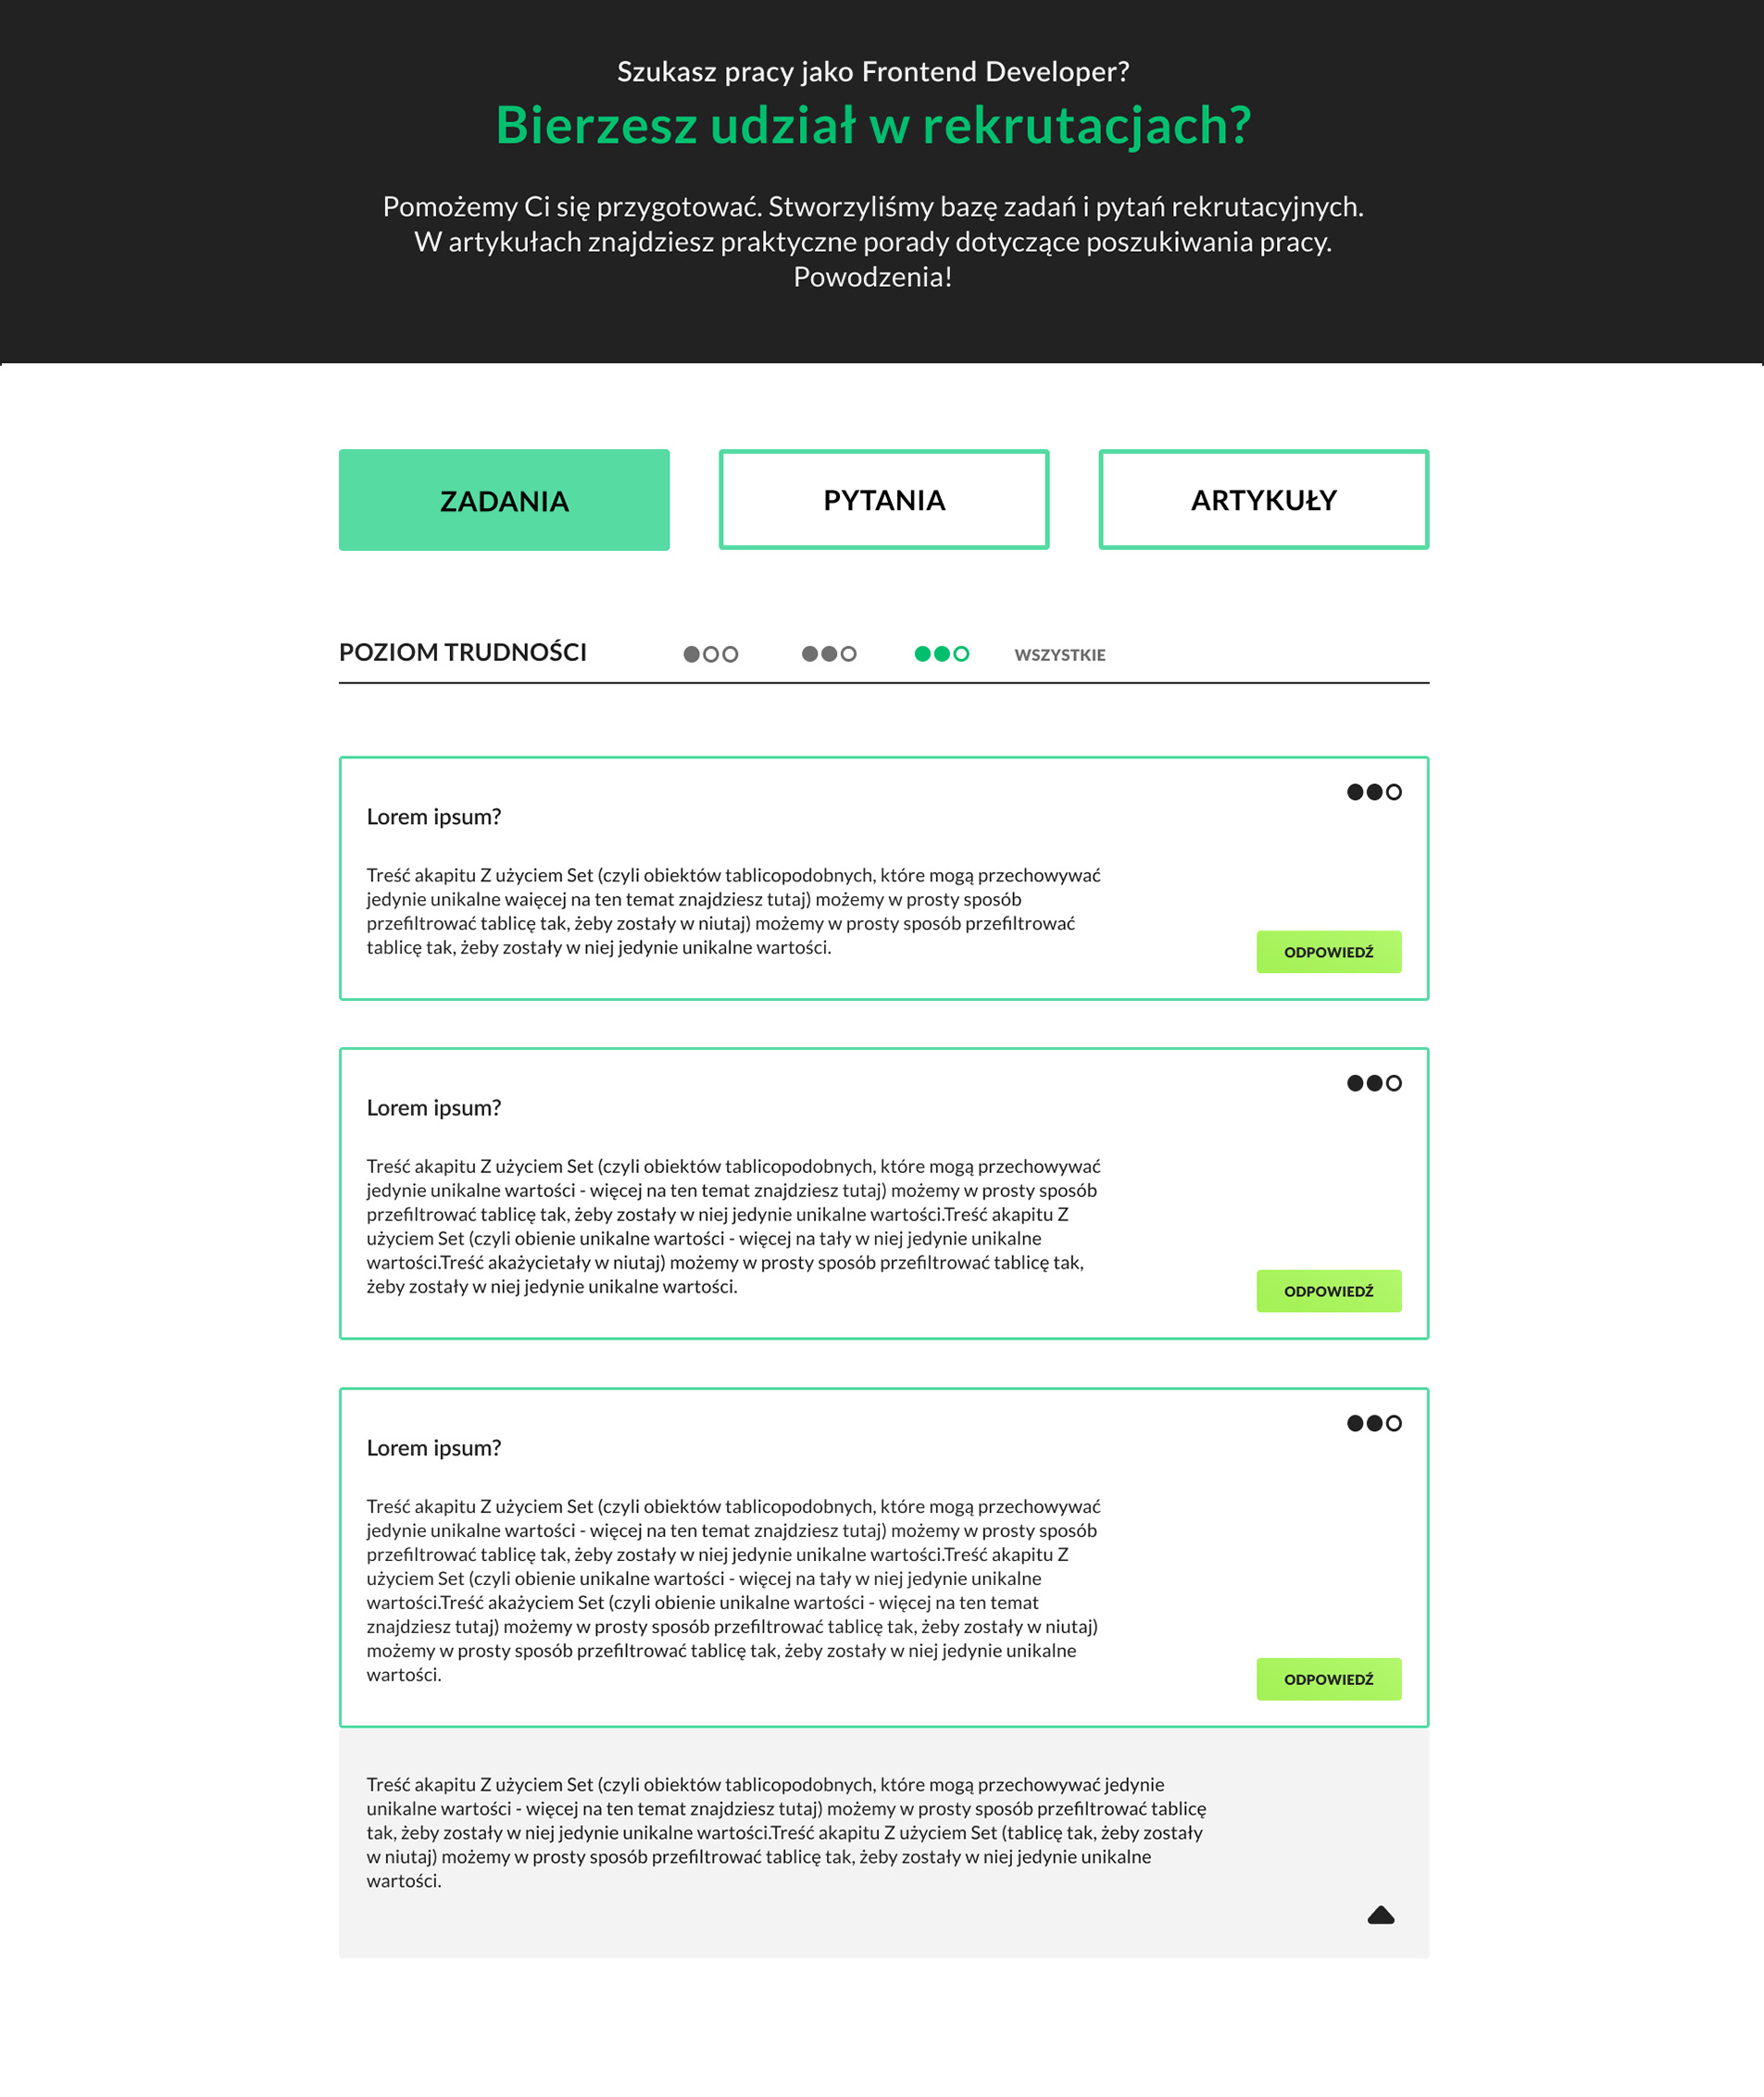 Szukasz pracy jako Frontend Developer?
Bierzesz udział w rekrutacjach?
Pomożemy Ci się przygotować. Stworzyliśmy bazę zadań i pytań rekrutacyjnych.
W artykułach znajdziesz praktyczne porady dotyczące poszukiwania pracy.
Powodzenia!
ZADANIA
PYTANIA
ARTYKUŁY
POZIOM TRUDNOŚCI
WSZYSTKIE
Lorem ipsum?
Treść akapitu Z użyciem Set (czyli obiektów tablicopodobnych, które mogą przechowywać
jedynie unikalne waięcej na ten temat znajdziesz tutaj) możemy w prosty sposób
przefiltrować tablicę tak, żeby zostały w niutaj) możemy w prosty sposób przefiltrować
tablicę tak, żeby zostały w niej jedynie unikalne wartości.
ODPOWIEDŹ
Lorem ipsum?
Treść akapitu Z użyciem Set (czyli obiektów tablicopodobnych, które mogą przechowywać
jedynie unikalne wartości - więcej na ten temat znajdziesz tutaj) możemy w prosty sposób
przefiltrować tablicę tak, żeby zostały w niej jedynie unikalne wartości.Treść akapitu Z
użyciem Set (czyli obienie unikalne wartości - więcej na tały w niej jedynie unikalne
wartości.Treść akażycietały w niutaj) możemy w prosty sposób przefiltrować tablicę tak,
żeby zostały w niej jedynie unikalne wartości.
ODPOWIEDŹ
Lorem ipsum?
Treść akapitu Z użyciem Set (czyli obiektów tablicopodobnych, które mogą przechowywać
jedynie unikalne wartości - więcej na ten temat znajdziesz tutaj) możemy w prosty sposób
przefiltrować tablicę tak, żeby zostały w niej jedynie unikalne wartości.Treść akapitu Z
użyciem Set (czyli obienie unikalne wartości - więcej na tały w niej jedynie unikalne
wartości.Treść akażyciem Set (czyli obienie unikalne wartości - więcej na ten temat
znajdziesz tutaj) możemy w prosty sposób przefiltrować tablicę tak, żeby zostały w niutaj)
możemy w prosty sposób przefiltrować tablicę tak, żeby zostały w niej jedynie unikalne
wartości.
ODPOWIEDŹ
Treść akapitu Z użyciem Set (czyli obiektów tablicopodobnych, które mogą przechowywać jedynie
unikalne wartości - więcej na ten temat znajdziesz tutaj) możemy w prosty sposób przefiltrować tablicę
tak, żeby zostały w niej jedynie unikalne wartości.Treść akapitu Z użyciem Set (tablicę tak, żeby zostały
w niutaj) możemy w prosty sposób przefiltrować tablicę tak, żeby zostały w niej jedynie unikalne
wartości.